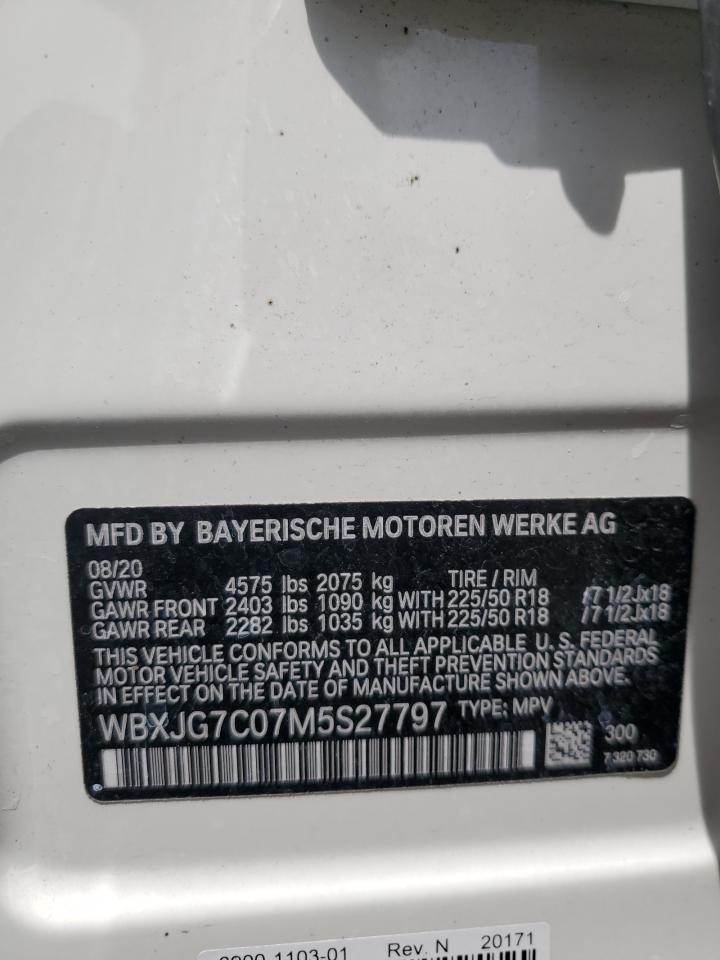 MFD BY BAYERISCHE MOTOREN WERKE AG
08/20
GVWR 4575 lbs 2075 kg TIRE / RIM
GAWR FRONT 2403 lbs 1090 kg WITH 225/50 R18 /7 1/2Jx18
GAWR REAR 2282 lbs 1035 kg WITH 225/50 R18 /7 1/2Jx18
THIS VEHICLE CONFORMS TO ALL APPLICABLE U. S. FEDERAL
MOTOR VEHICLE SAFETY AND THEFT PREVENTION STANDARDS
IN EFFECT ON THE DATE OF MANUFACTURE SHOWN ABOVE.
WBXJG7C07M5S27797 TYPE: MPV
300
7 320 730
Rev. N 20171